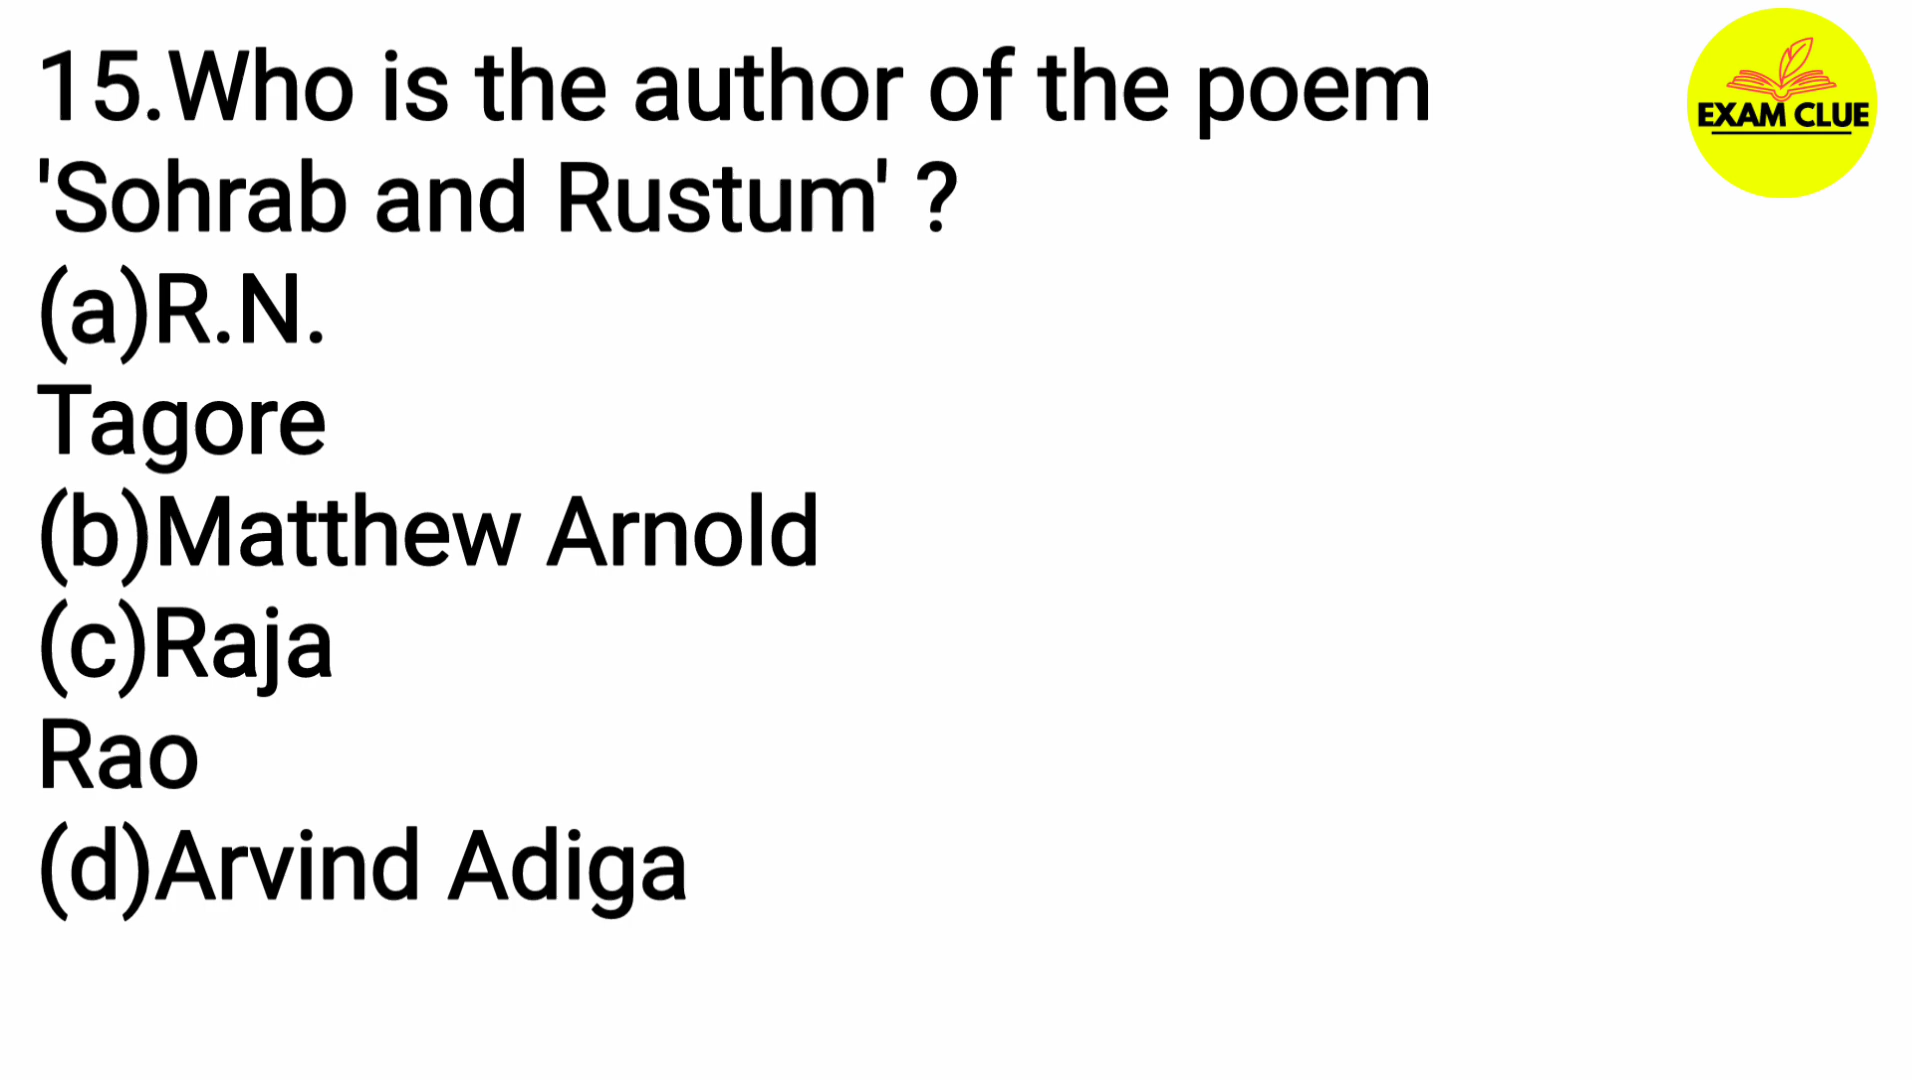 15.Who is the author of the poem
'Sohrab and Rustum' ?
(a)R.N.
Tagore
(b)Matthew Arnold
(c)Raja
Rao
(d)Arvind Adiga
EXAM CLUE